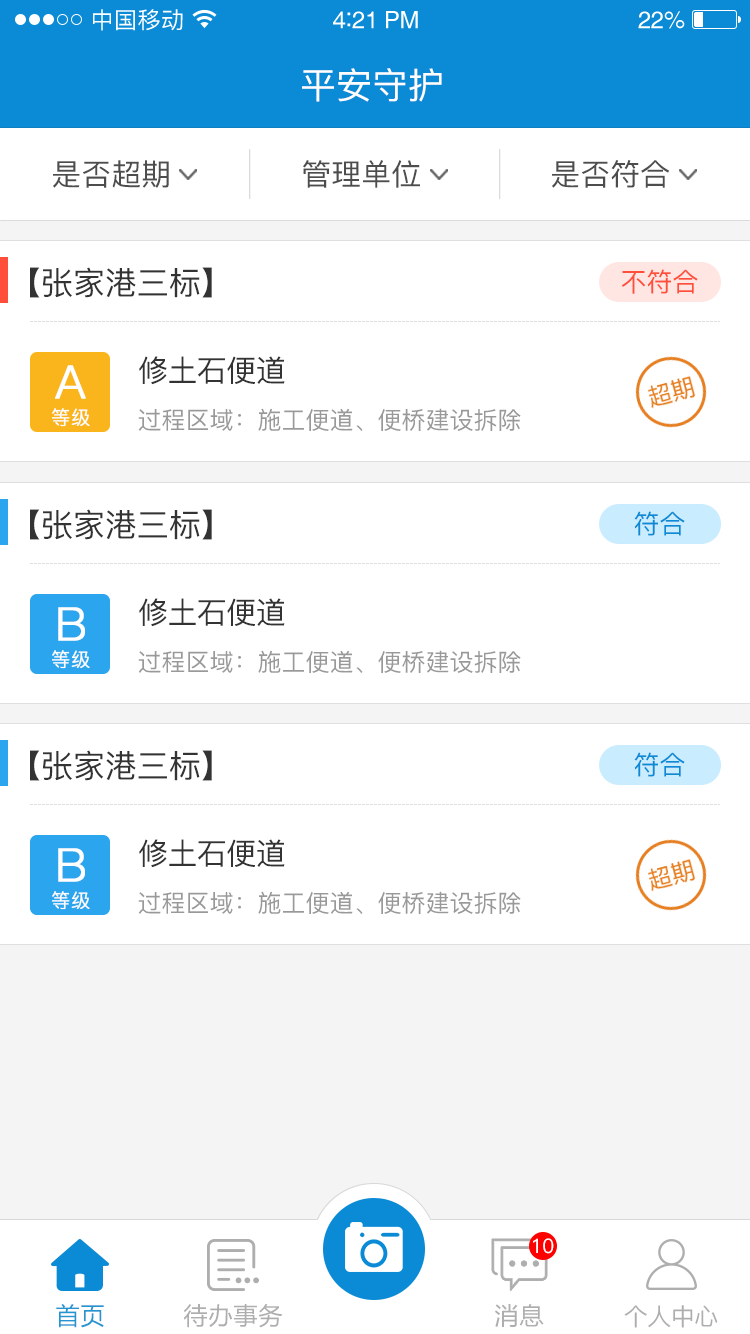 中国移动 4:21 PM 22%
平安守护
是否超期 管理单位 是否符合
【张家港三标】 不符合
A 等级
修土石便道
过程区域：施工便道、便桥建设拆除
超期
【张家港三标】 符合
B 等级
修土石便道
过程区域：施工便道、便桥建设拆除
【张家港三标】 符合
B 等级
修土石便道
过程区域：施工便道、便桥建设拆除
超期
10
首页 待办事务 消息 个人中心